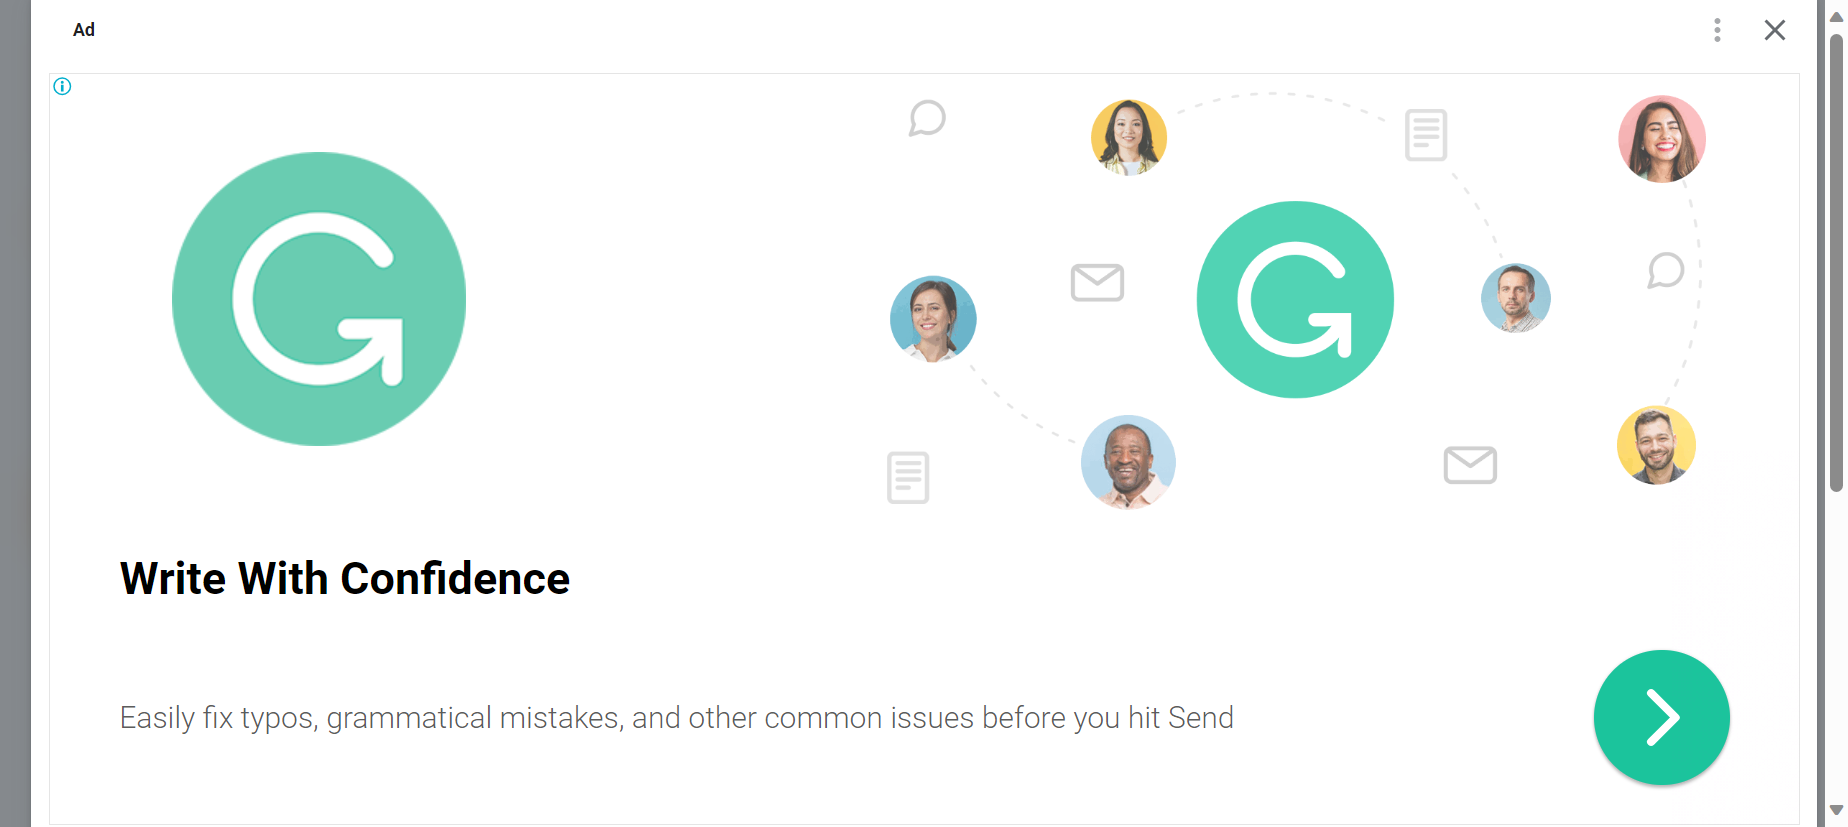 Ad
Write With Confidence
Easily fix typos, grammatical mistakes, and other common issues before you hit Send